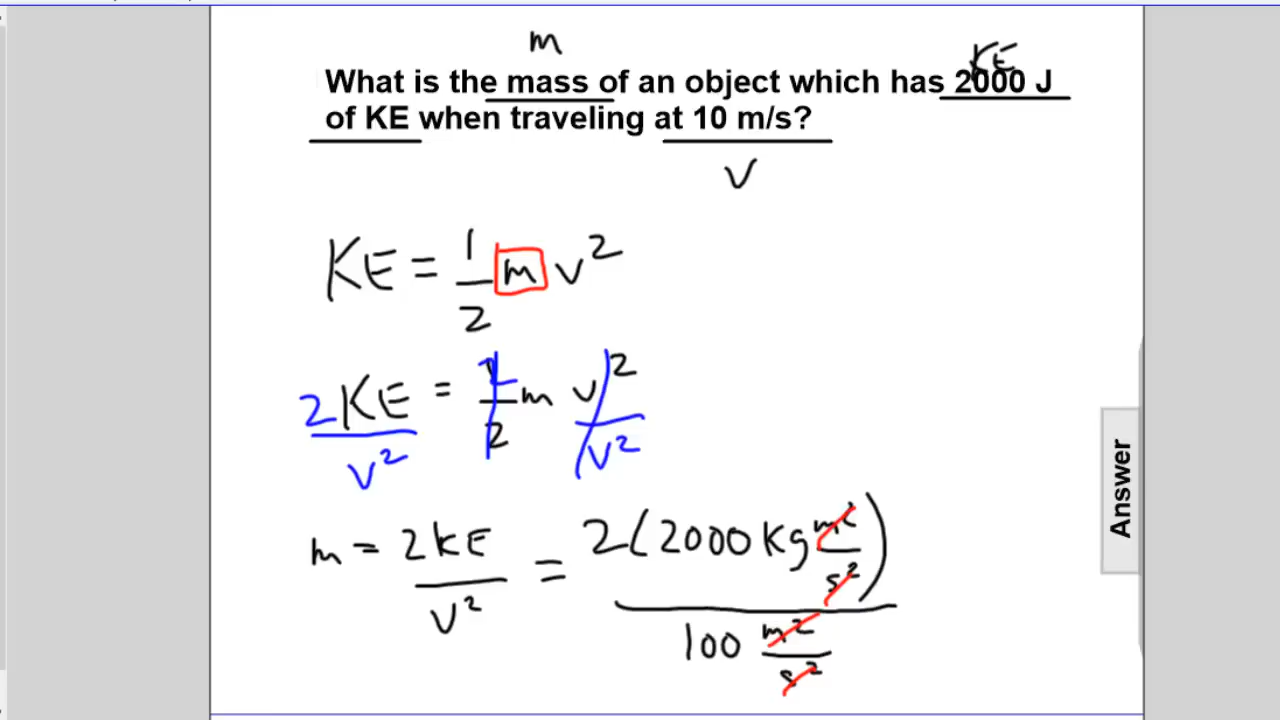 m
KE
What is the mass of an object which has 2000 J
of KE when traveling at 10 m/s?
v
KE = 1/2 m v²
2KE/v² = 2/2 m v²/v²
m = 2KE/v² = 2(2000 kg m²/s²)/100 m²/s²
Answer